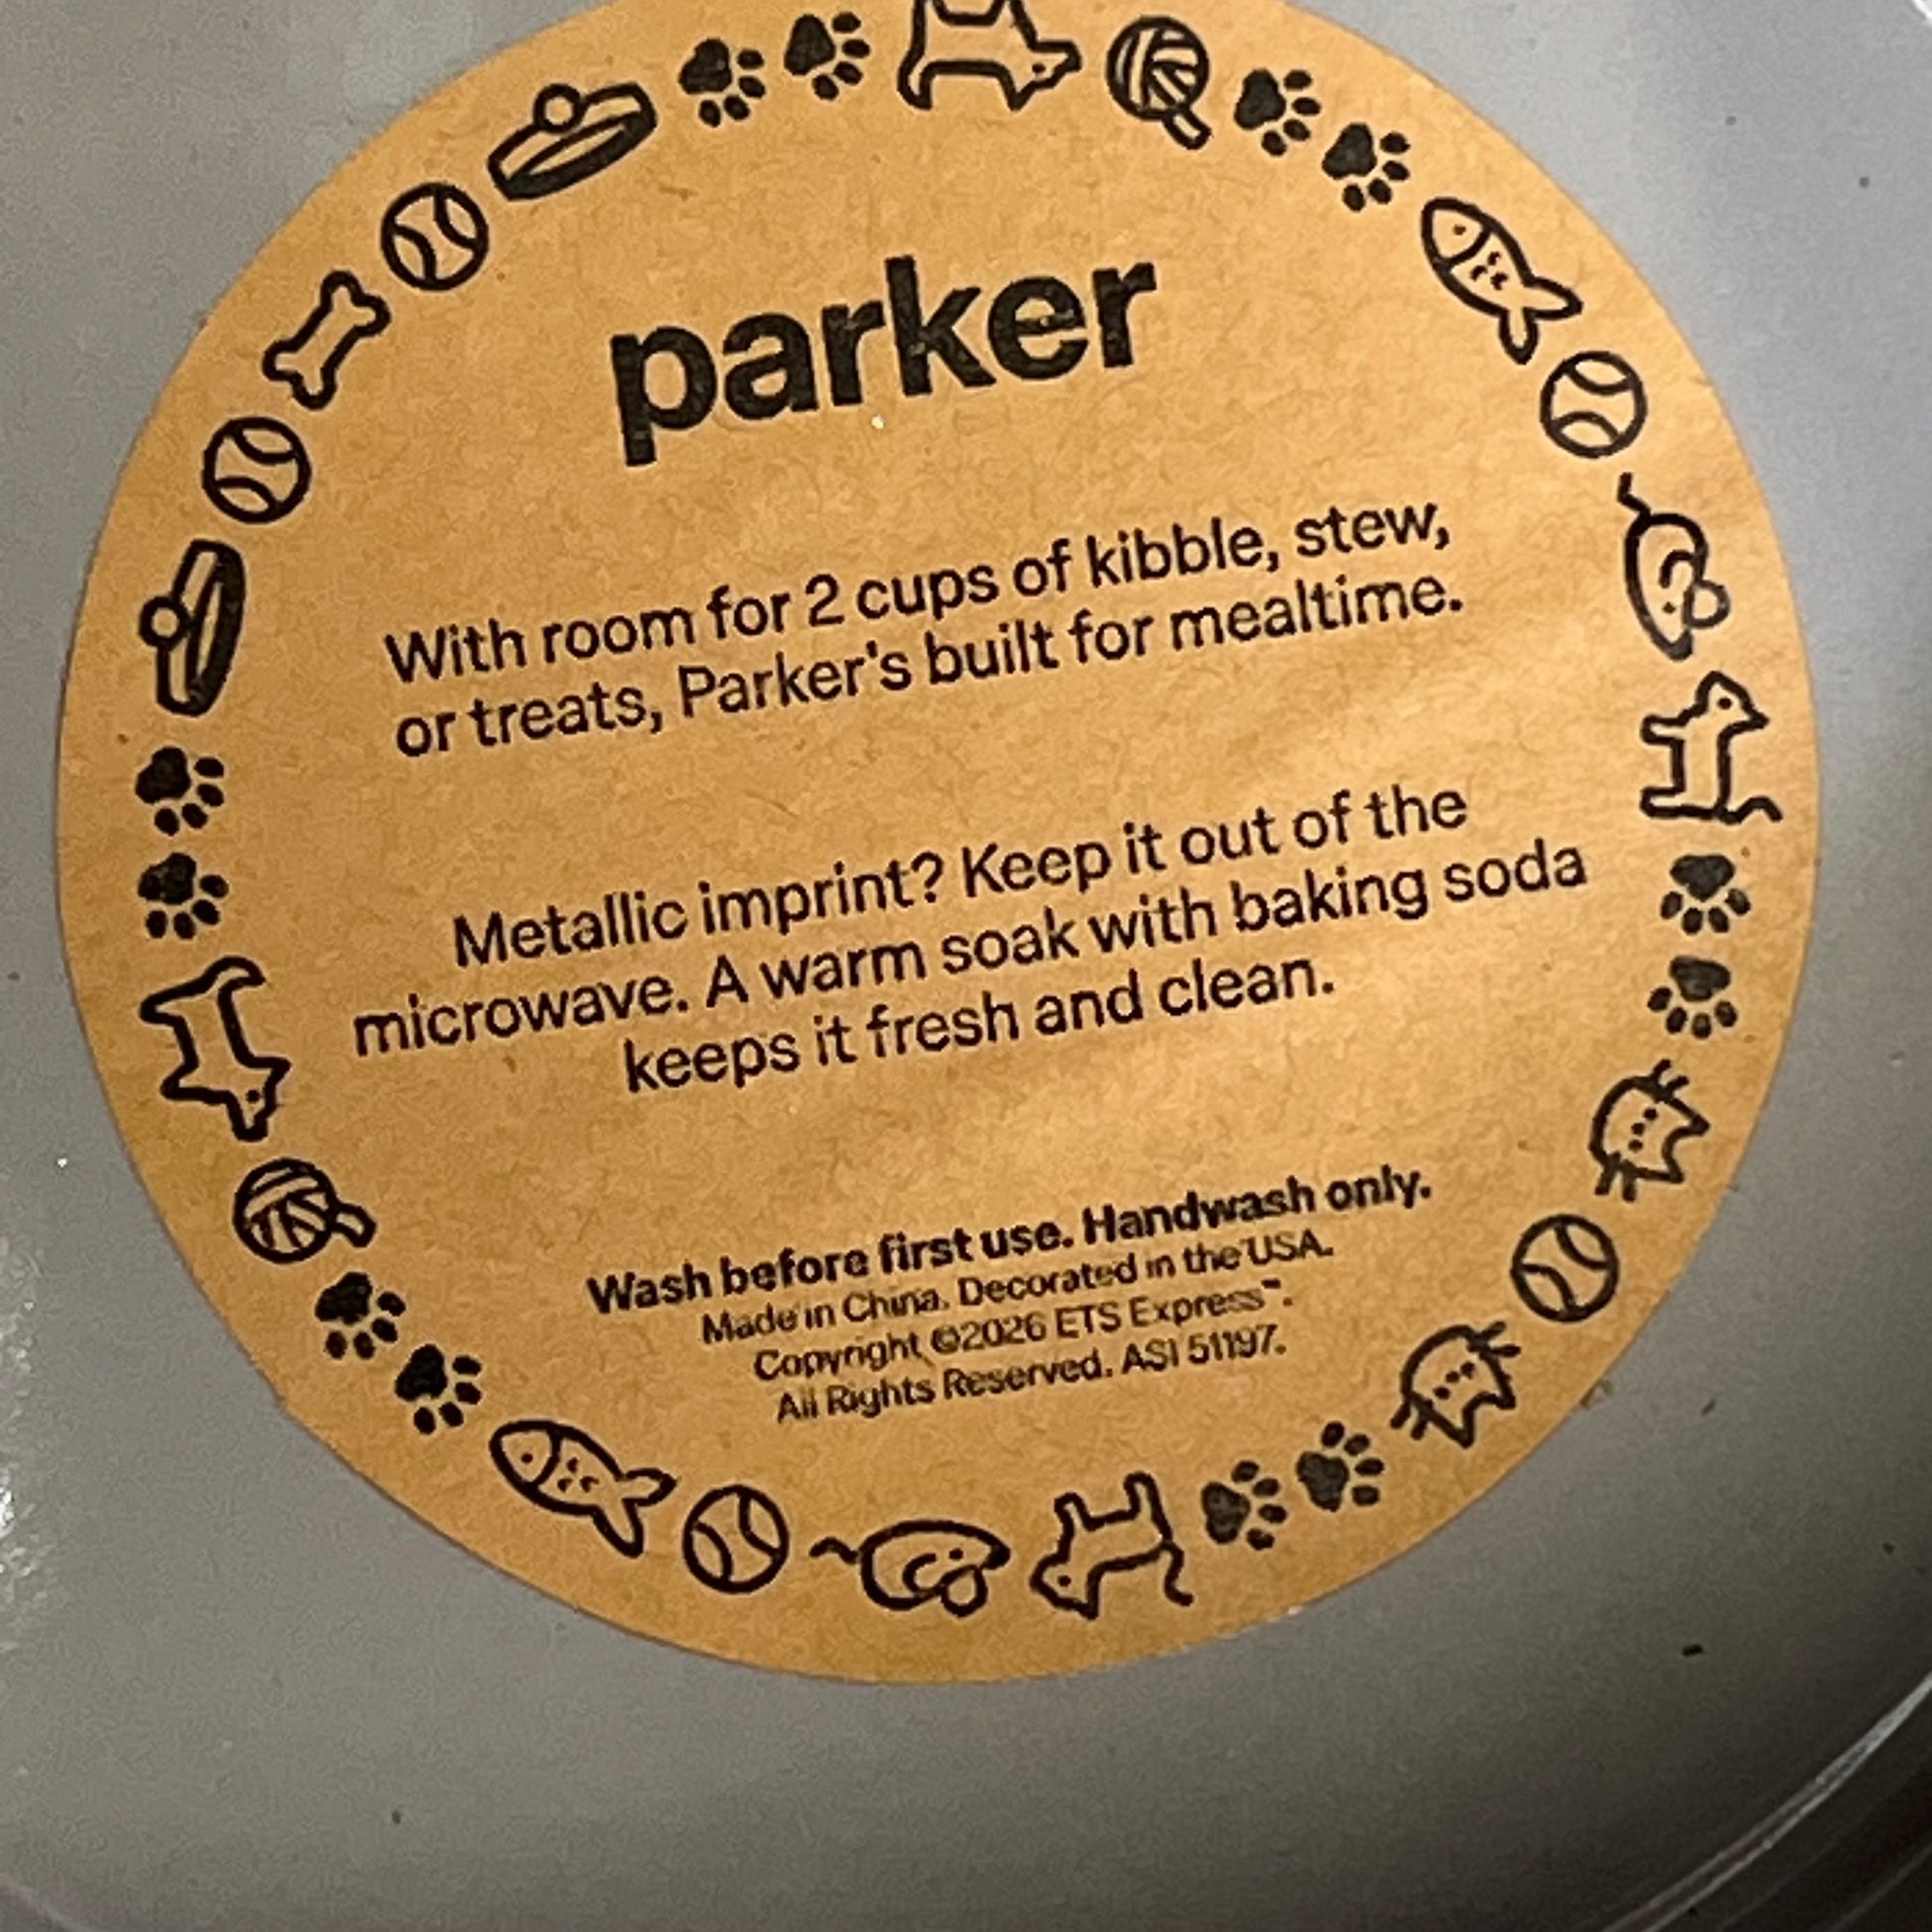 parker
With room for 2 cups of kibble, stew,
or treats, Parker's built for mealtime.
Metallic imprint? Keep it out of the
microwave. A warm soak with baking soda
keeps it fresh and clean.
Wash before first use. Handwash only.
Made in China. Decorated in the USA.
Copyright ©2026 ETS Express™.
All Rights Reserved. ASI 51197.